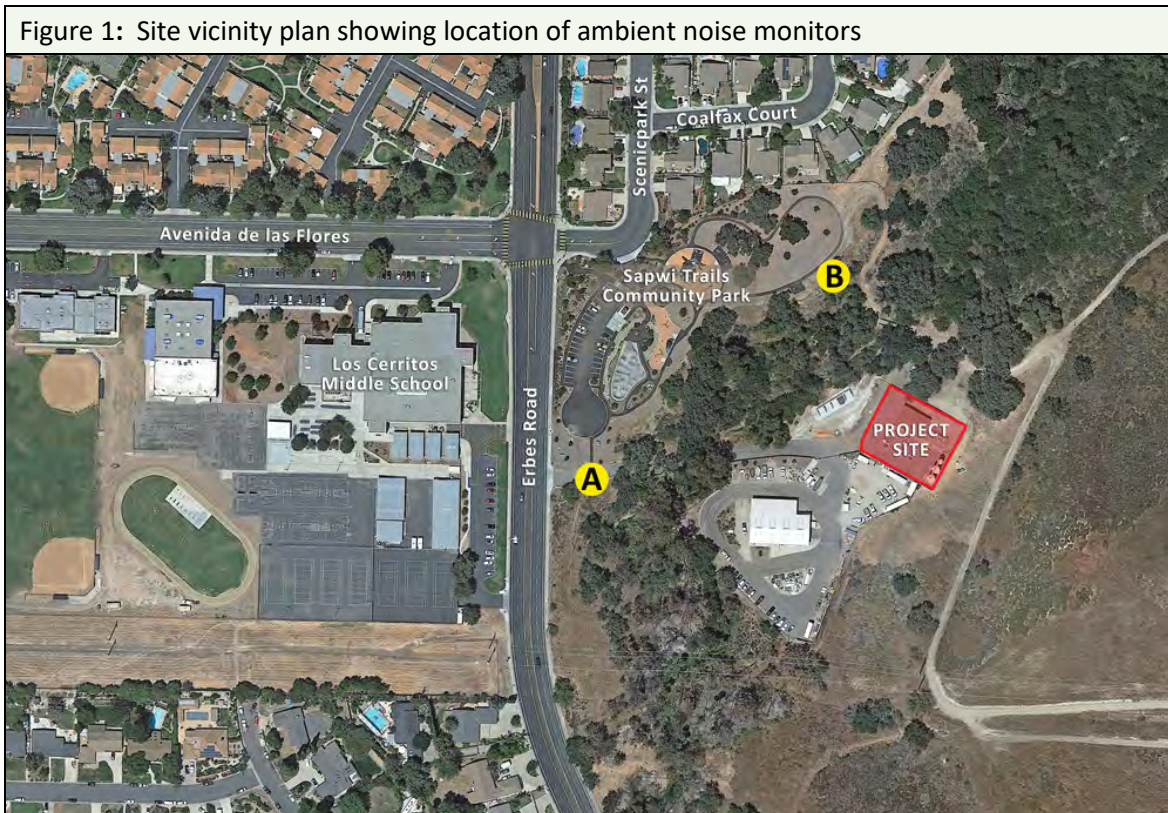 Figure 1: Site vicinity plan showing location of ambient noise monitors
Scenicpark St
Coalfax Court
Avenida de las Flores
Sapwi Trails
Community Park
B
Los Cerritos
Middle School
Erbes Road
PROJECT
SITE
A